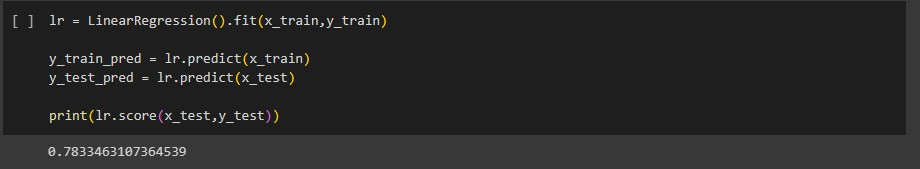 [ ] lr = LinearRegression().fit(x_train,y_train)
y_train_pred = lr.predict(x_train)
y_test_pred = lr.predict(x_test)
print(lr.score(x_test,y_test))
0.7833463107364539